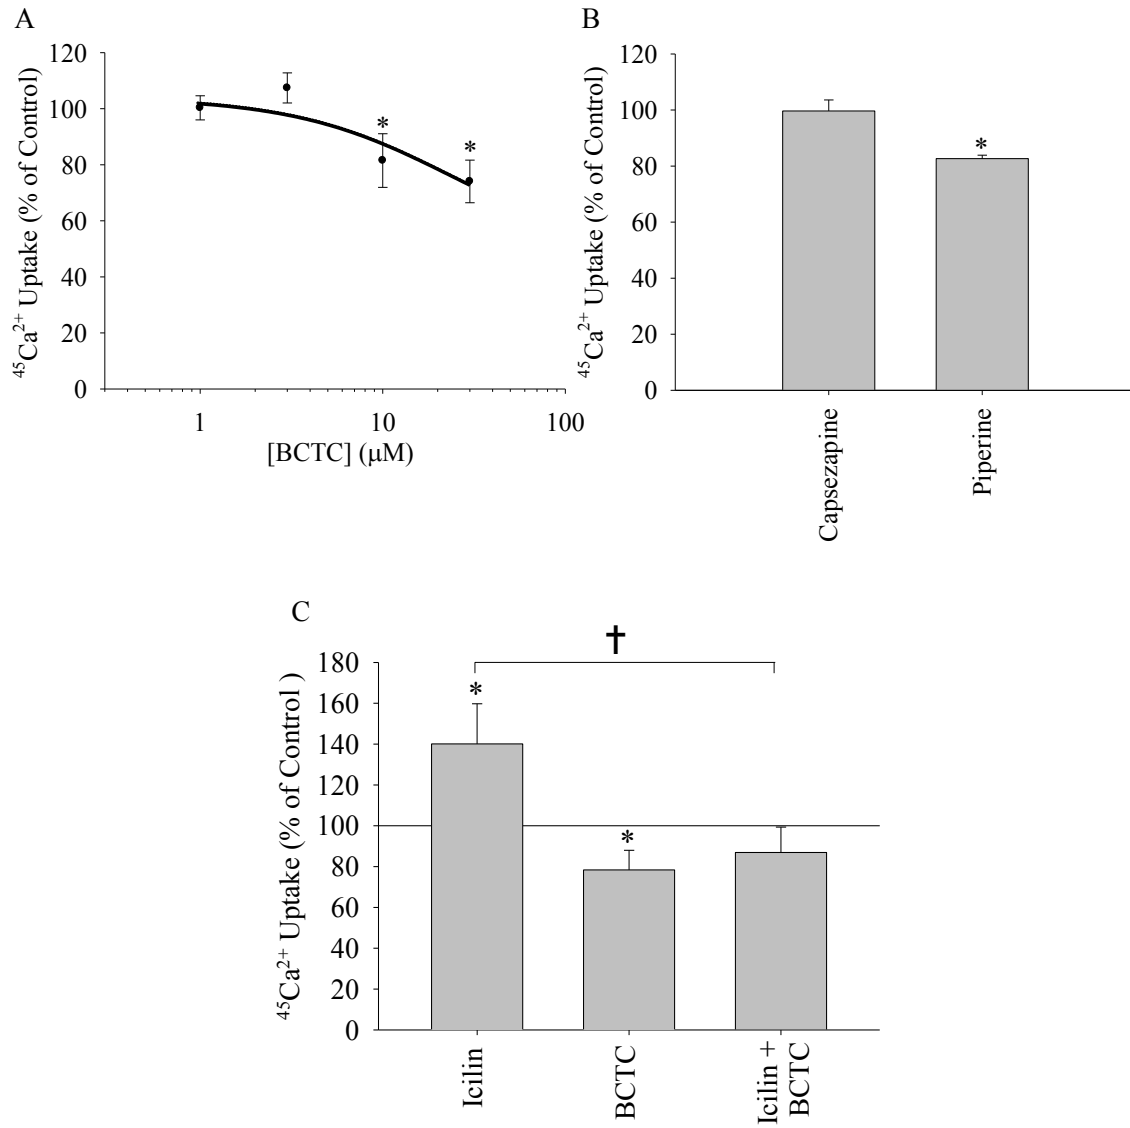 A
120
100
80
60
40
20
0
⁴⁵Ca²⁺ Uptake (% of Control)
*
*
1
10
100
[BCTC] (μM)
B
120
100
80
60
40
20
0
⁴⁵Ca²⁺ Uptake (% of Control)
*
Capsezapine
Piperine
C
†
180
160
140
120
100
80
60
40
20
0
⁴⁵Ca²⁺ Uptake (% of Control )
*
*
Icilin
BCTC
Icilin +
BCTC